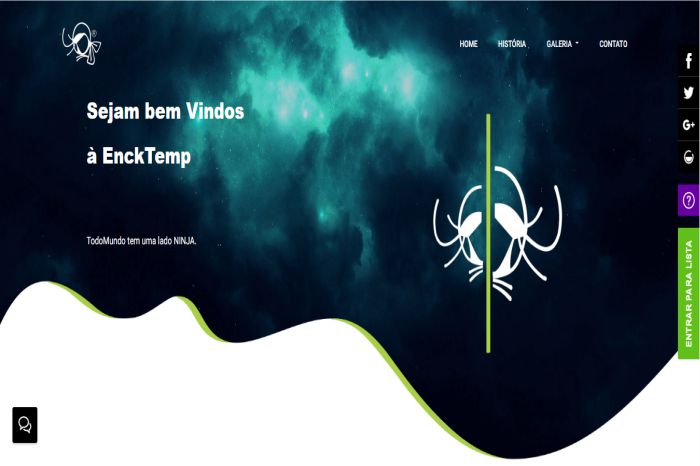 HOME HISTÓRIA GALERIA CONTATO
Sejam bem Vindos
à EnckTemp
TodoMundo tem uma lado NINJA.
ENTRAR PARA LISTA